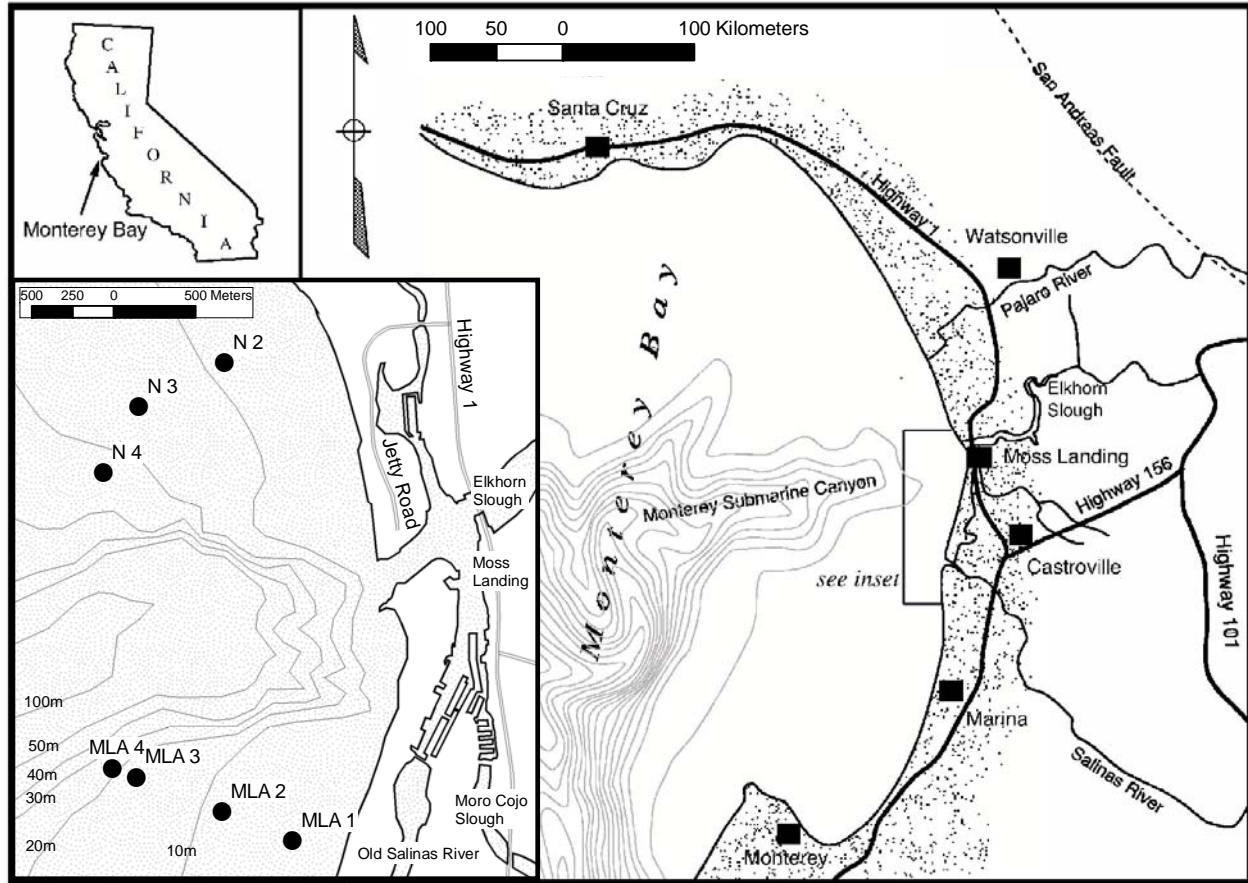 C
A
L
I
F
O
R
N
I
A
Monterey Bay
100 50 0 100 Kilometers
Santa Cruz
San Andreas Fault
Highway 1
Watsonville
Pajaro River
Monterey Bay
Elkhorn
Slough
Moss Landing
Monterey Submarine Canyon
Highway 156
see inset
Castroville
Highway 101
Marina
Salinas River
Monterey
500 250 0 500 Meters
N 2
N 3
N 4
Highway 1
Jetty Road
Elkhorn
Slough
Moss
Landing
100m
50m
40m
30m
20m
10m
MLA 4
MLA 3
MLA 2
MLA 1
Moro Cojo
Slough
Old Salinas River